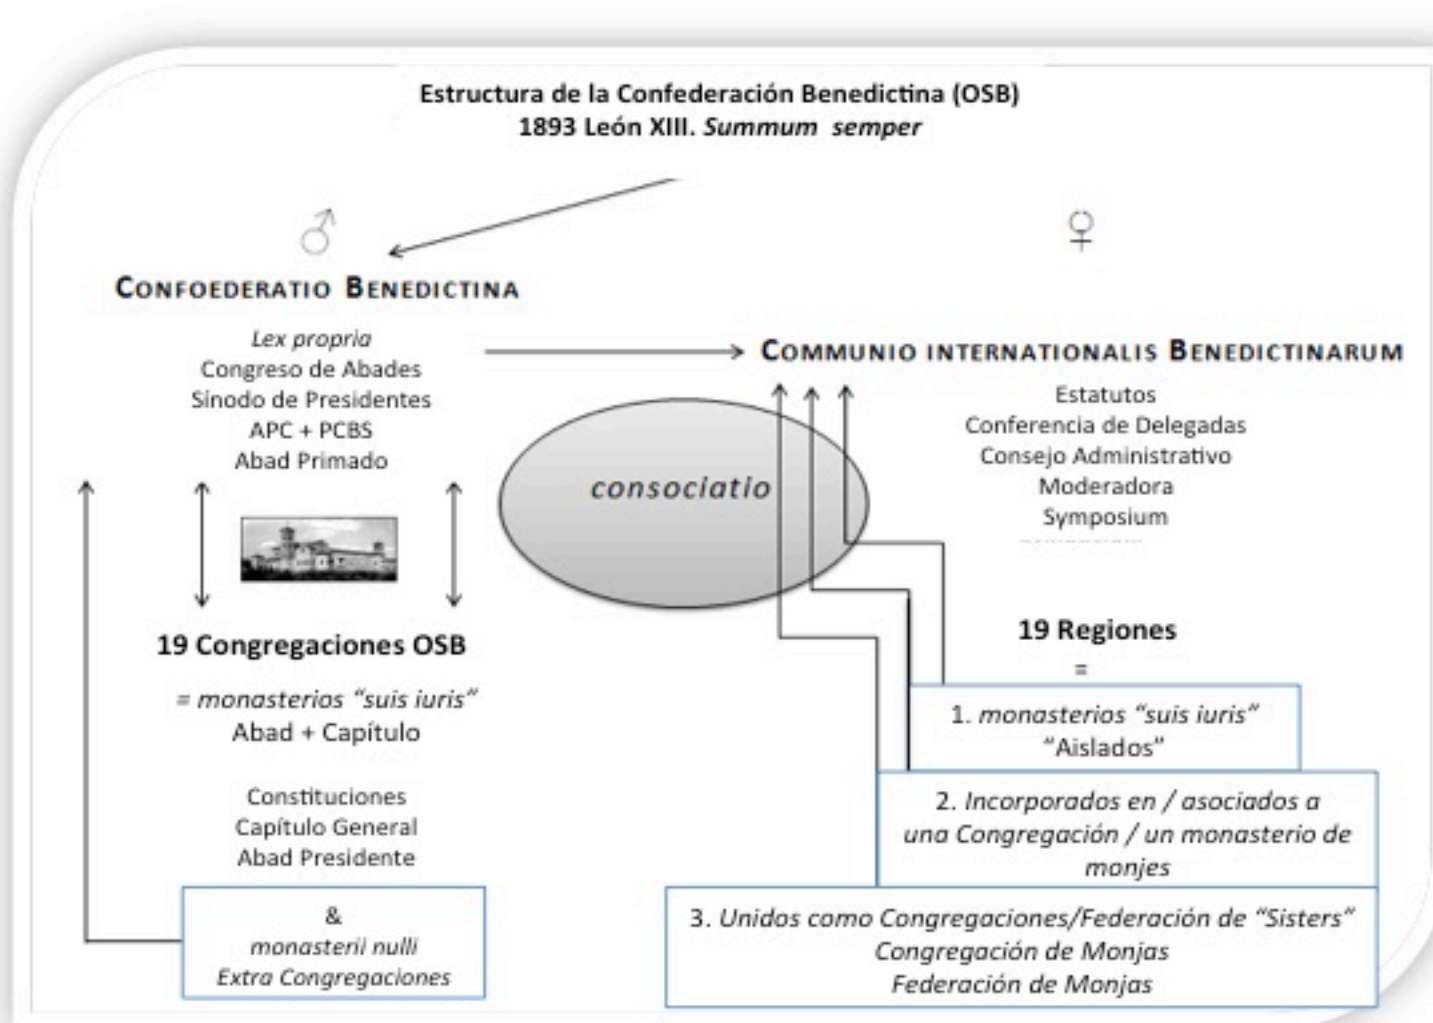 Estructura de la Confederación Benedictina (OSB)
1893 León XIII. Summum semper
CONFOEDERATIO BENEDICTINA
Lex propria
Congreso de Abades
Sínodo de Presidentes
APC + PCBS
Abad Primado
19 Congregaciones OSB
= monasterios “suis iuris”
Abad + Capítulo
Constituciones
Capítulo General
Abad Presidente
&
monasterii nulli
Extra Congregaciones
consociatio
COMMUNIO INTERNATIONALIS BENEDICTINARUM
Estatutos
Conferencia de Delegadas
Consejo Administrativo
Moderadora
Symposium
19 Regiones
=
1. monasterios “suis iuris”
“Aislados”
2. Incorporados en / asociados a
una Congregación / un monasterio de
monjes
3. Unidos como Congregaciones/Federación de “Sisters”
Congregación de Monjas
Federación de Monjas